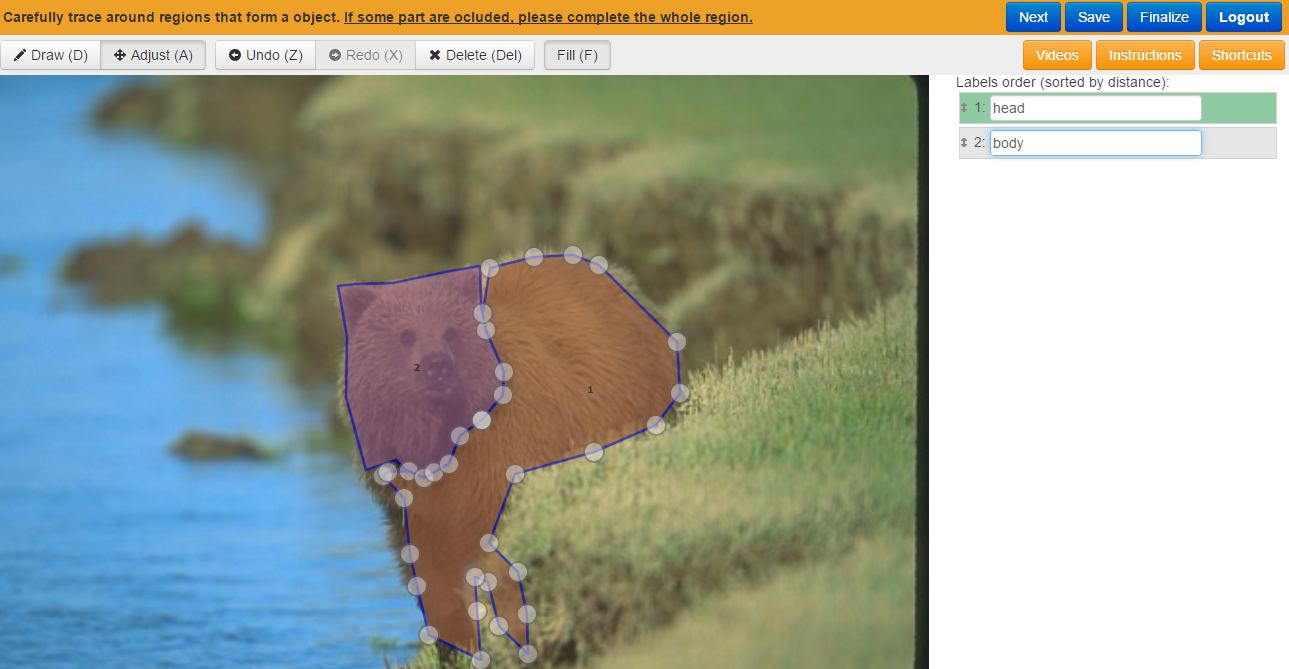 Carefully trace around regions that form a object. If some part are ocluded, please complete the whole region.
Next Save Finalize Logout
Draw (D) Adjust (A) Undo (Z) Redo (X) Delete (Del) Fill (F) Videos Instructions Shortcuts
Labels order (sorted by distance):
1: head
2: body
2
1